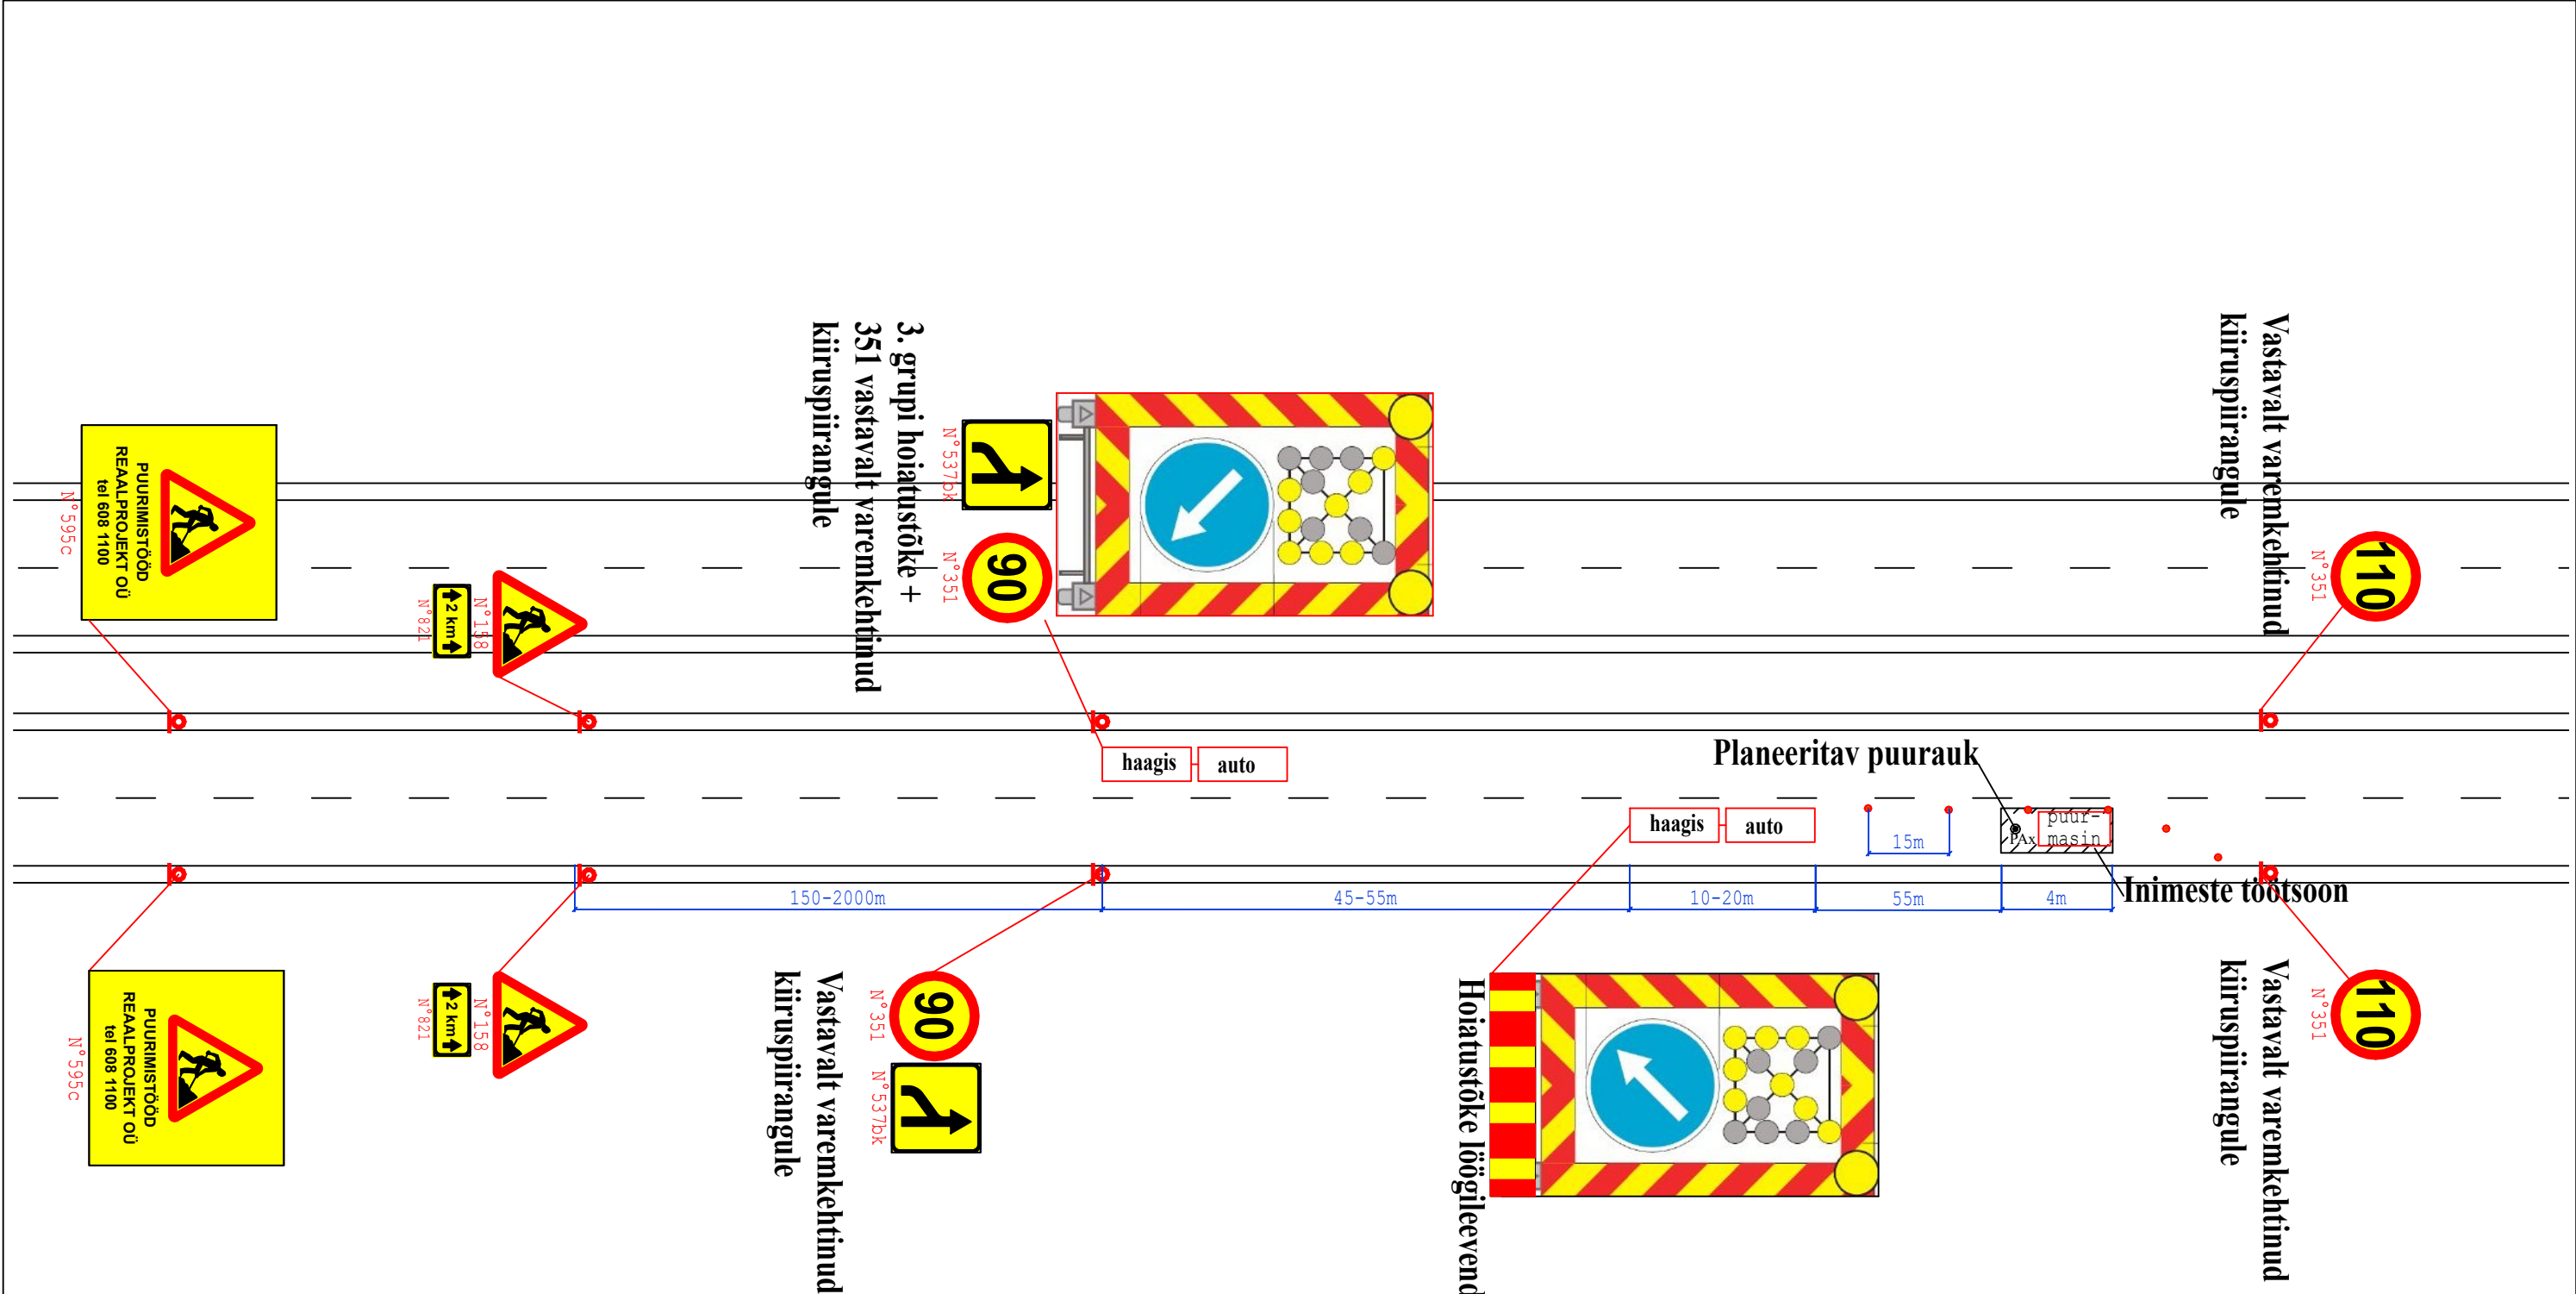 PUURIMISTÖÖD
REAALPROJEKT OÜ
tel 608 1100
N°595c
2 km
N°821
N°158
3. grupi hoiatustõke +
351 vastavalt varemkehtinud
kiiruspiirangule
N°537bk
90
N°351
Vastavalt varemkehtinud
kiiruspiirangule
110
N°351
haagis
auto
Planeeritav puurauk
haagis
auto
15m
PAx
puur-
masin
150-2000m
45-55m
10-20m
55m
4m
Inimeste töötsoon
PUURIMISTÖÖD
REAALPROJEKT OÜ
tel 608 1100
N°595c
2 km
N°821
N°158
Vastavalt varemkehtinud
kiiruspiirangule
90
N°351
N°537bk
Hoiatustõke löögileevend
Vastavalt varemkehtinud
kiiruspiirangule
110
N°351